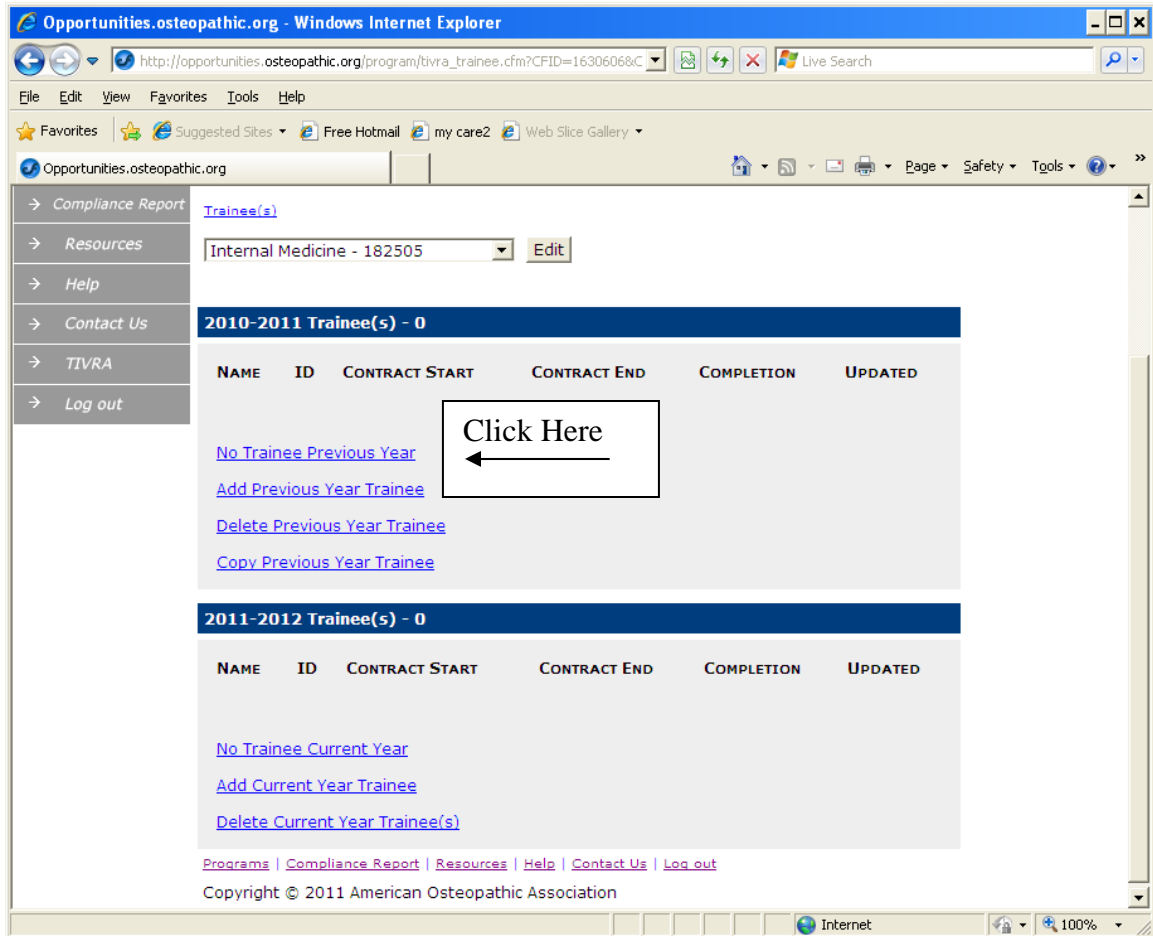 Opportunities.osteopathic.org - Windows Internet Explorer
http://opportunities.osteopathic.org/program/tivra_trainee.cfm?CFID=1630606&C
Live Search
File Edit View Favorites Tools Help
Favorites Suggested Sites Free Hotmail my care2 Web Slice Gallery
Opportunities.osteopathic.org
Page Safety Tools
Compliance Report
Resources
Help
Contact Us
TIVRA
Log out
Trainee(s)
Internal Medicine - 182505 Edit
2010-2011 Trainee(s) - 0
NAME ID CONTRACT START CONTRACT END COMPLETION UPDATED
Click Here
No Trainee Previous Year
Add Previous Year Trainee
Delete Previous Year Trainee
Copy Previous Year Trainee
2011-2012 Trainee(s) - 0
NAME ID CONTRACT START CONTRACT END COMPLETION UPDATED
No Trainee Current Year
Add Current Year Trainee
Delete Current Year Trainee(s)
Programs | Compliance Report | Resources | Help | Contact Us | Log out
Copyright © 2011 American Osteopathic Association
Internet 100%